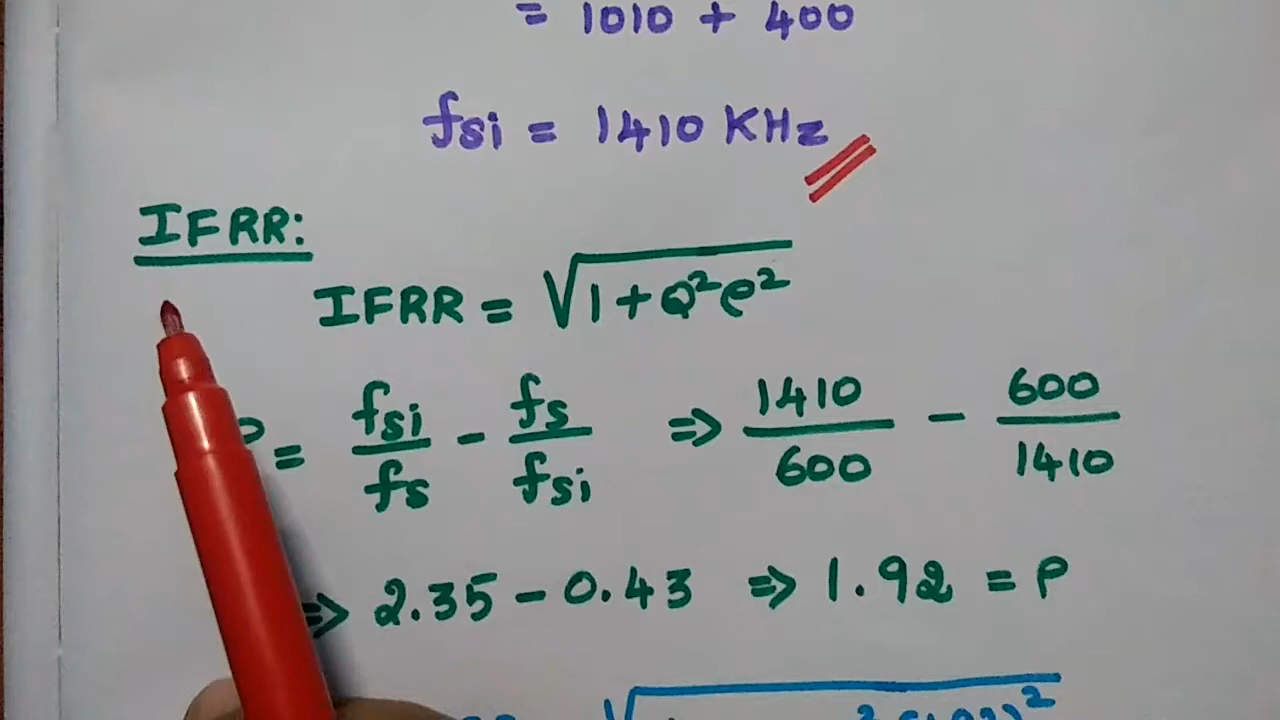 = 1010 + 400
fsi = 1410 KHz
IFRR:
IFRR = √1+Q²ρ²
ρ = fsi/fs - fs/fsi ⇒ 1410/600 - 600/1410
⇒ 2.35 - 0.43 ⇒ 1.92 = ρ